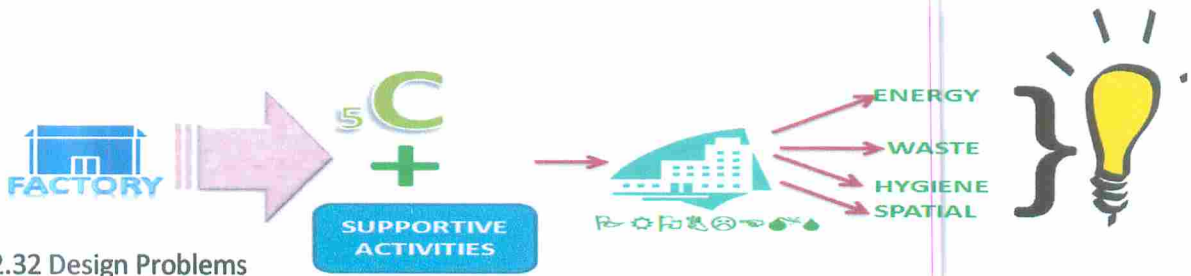 FACTORY
5C
+
SUPPORTIVE
ACTIVITIES
ENERGY
WASTE
HYGIENE
SPATIAL
}
2.32 Design Problems